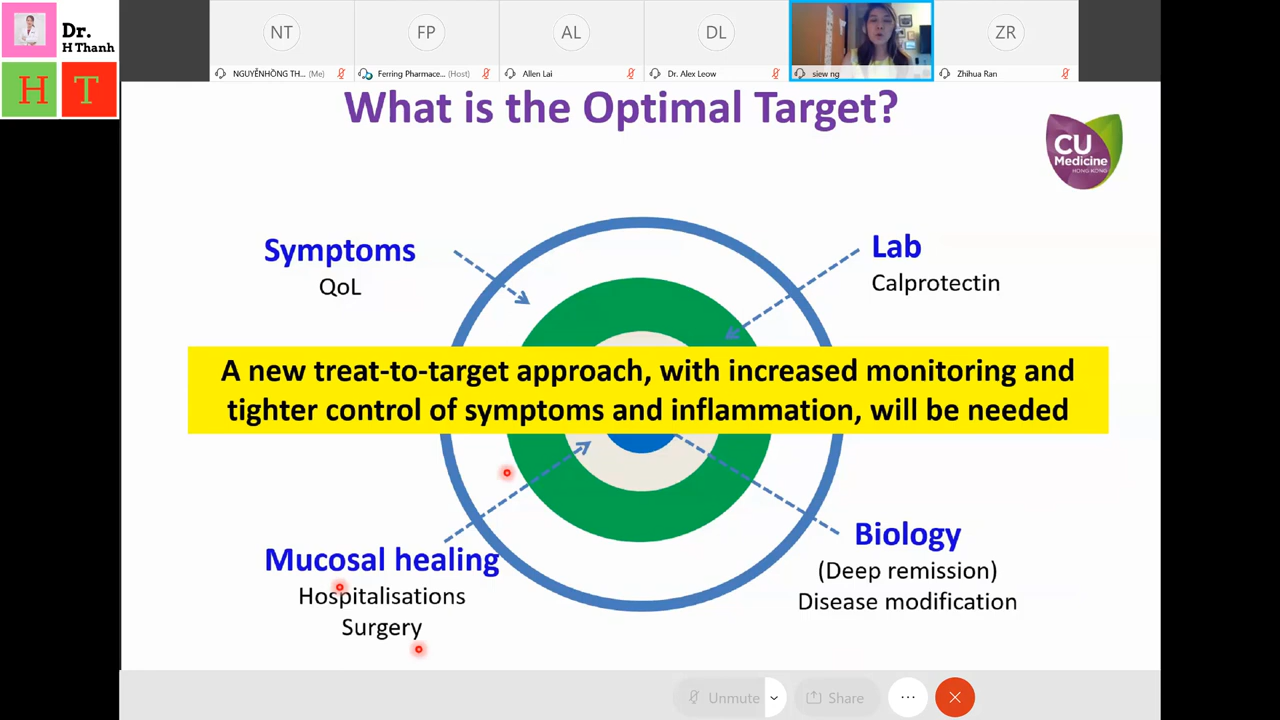 Dr.
H Thanh
H T
NT
FP
AL
DL
ZR
NGUYỄNHỒNG TH... (Me)
Ferring Pharmace... (Host)
Allen Lai
Dr. Alex Leow
siew ng
Zhihua Ran
What is the Optimal Target?
CU
Medicine
HONG KONG
Symptoms
QoL
Lab
Calprotectin
A new treat-to-target approach, with increased monitoring and
tighter control of symptoms and inflammation, will be needed
Mucosal healing
Hospitalisations
Surgery
Biology
(Deep remission)
Disease modification
Unmute
Share